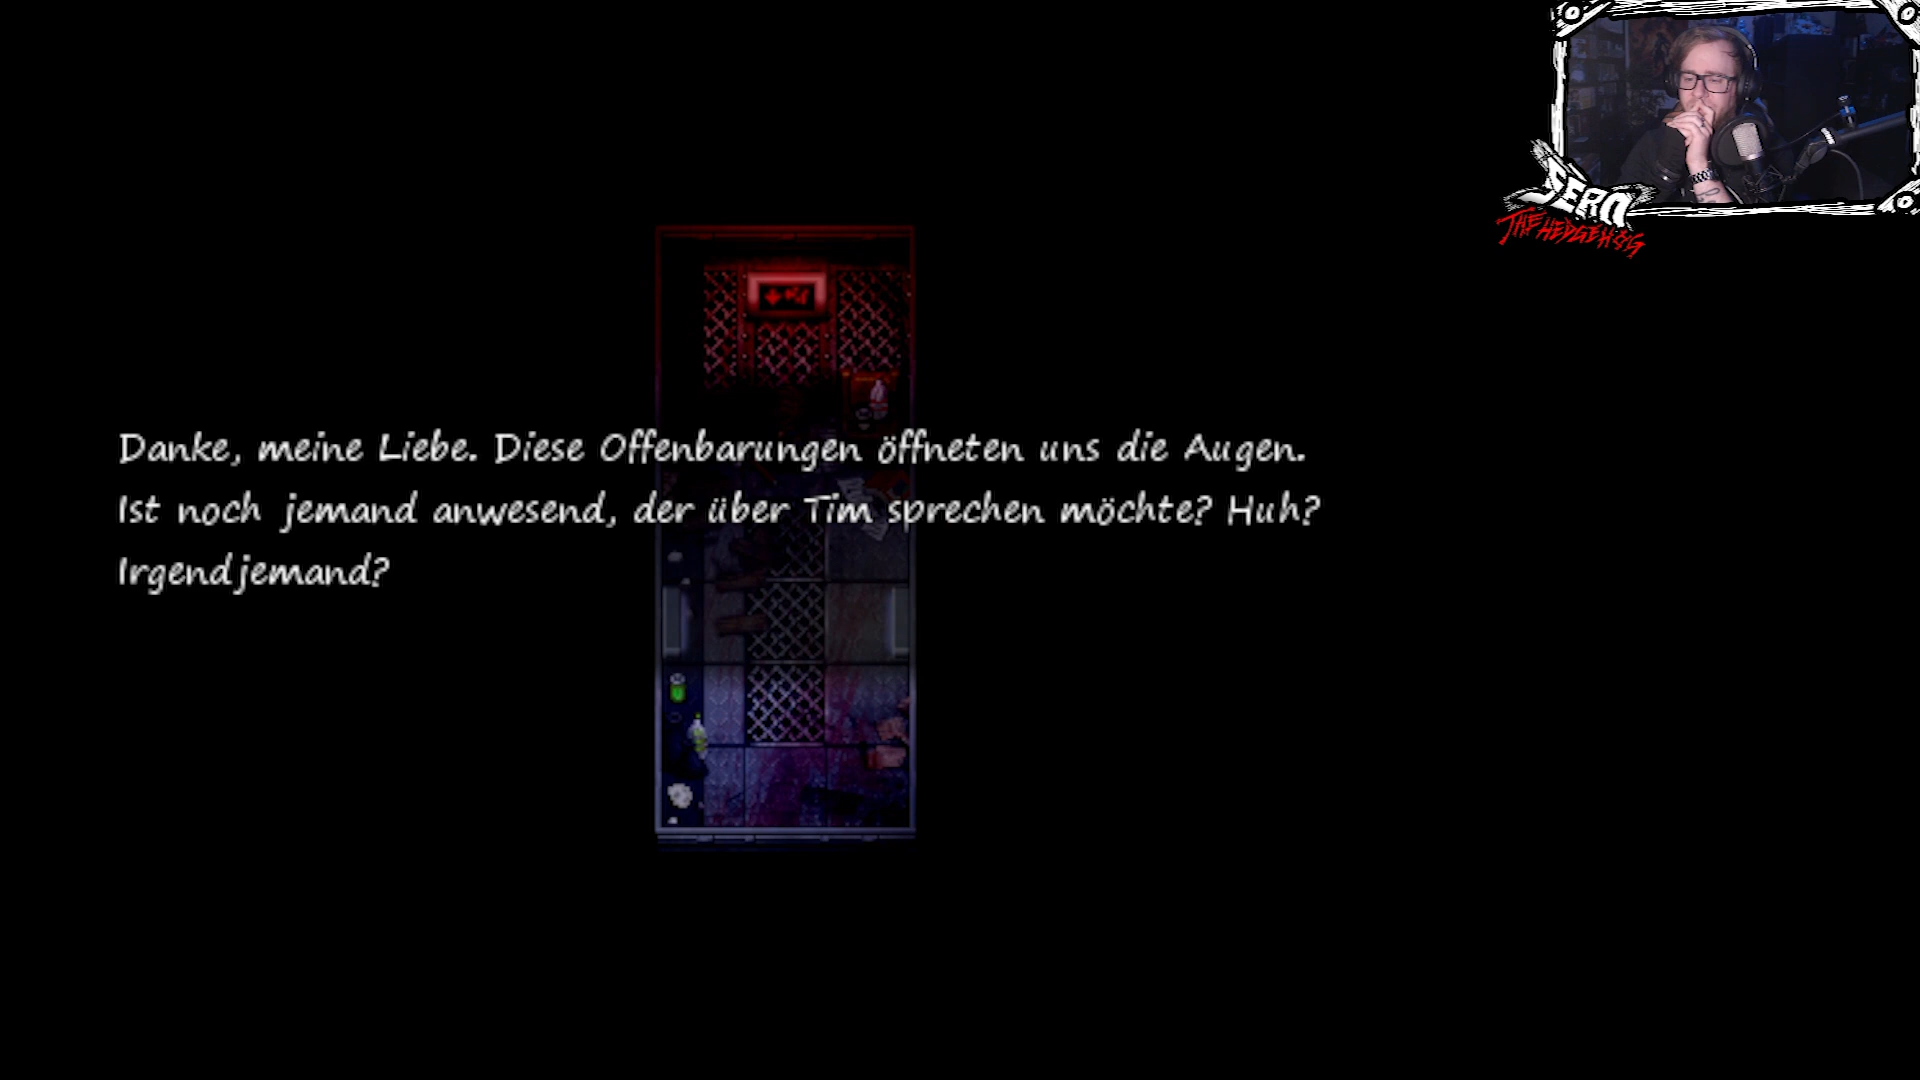 SERO
THE HEDGEHOG
Danke, meine Liebe. Diese Offenbarungen öffneten uns die Augen.
Ist noch jemand anwesend, der über Tim sprechen möchte? Huh?
Irgendjemand?